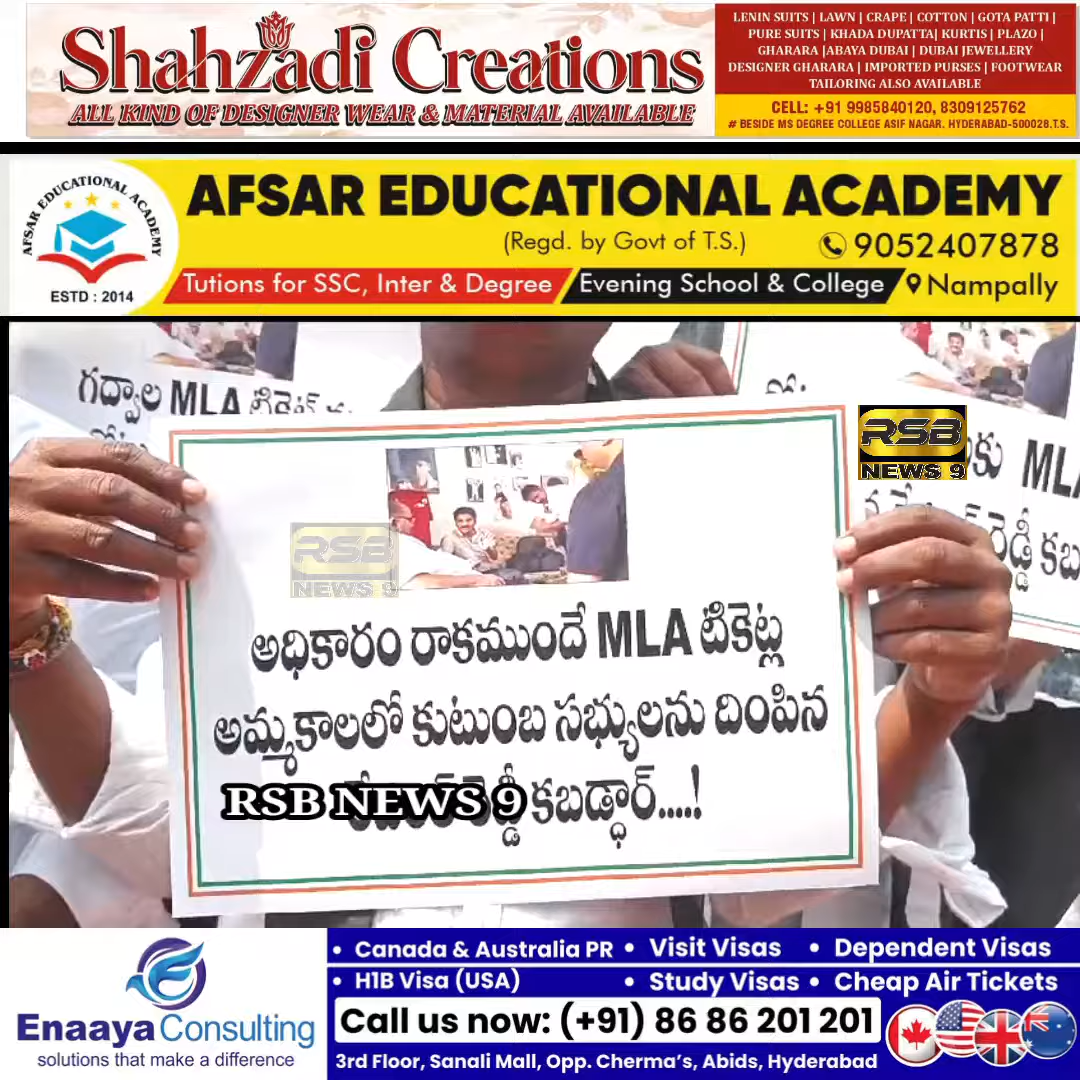 Shahzadi Creations
ALL KIND OF DESIGNER WEAR & MATERIAL AVAILABLE
LENIN SUITS | LAWN | CRAPE | COTTON | GOTA PATTI |
PURE SUITS | KHADA DUPATTA| KURTIS | PLAZO |
GHARARA |ABAYA DUBAI | DUBAI JEWELLERY
DESIGNER GHARARA | IMPORTED PURSES | FOOTWEAR
TAILORING ALSO AVAILABLE
CELL: +91 9985840120, 8309125762
# BESIDE MS DEGREE COLLEGE ASIF NAGAR. HYDERABAD-500028.T.S.
AFSAR EDUCATIONAL ACADEMY
ESTD : 2014
AFSAR EDUCATIONAL ACADEMY
(Regd. by Govt of T.S.)
9052407878
Tutions for SSC, Inter & Degree
Evening School & College
Nampally
గద్వాల MLA
RSB
NEWS 9
కు ML
రెడ్డీ కబ
RSB
NEWS 9
అధికారం రాకముందే MLA టికెట్ల
అమ్మకాలలో కుటుంబ సభ్యులను దింపిన
RSB NEWS 9
కబడ్ధార్....!
Enaaya Consulting
solutions that make a difference
• Canada & Australia PR • Visit Visas • Dependent Visas
• H1B Visa (USA) • Study Visas • Cheap Air Tickets
Call us now: (+91) 86 86 201 201
3rd Floor, Sanali Mall, Opp. Cherma's, Abids, Hyderabad